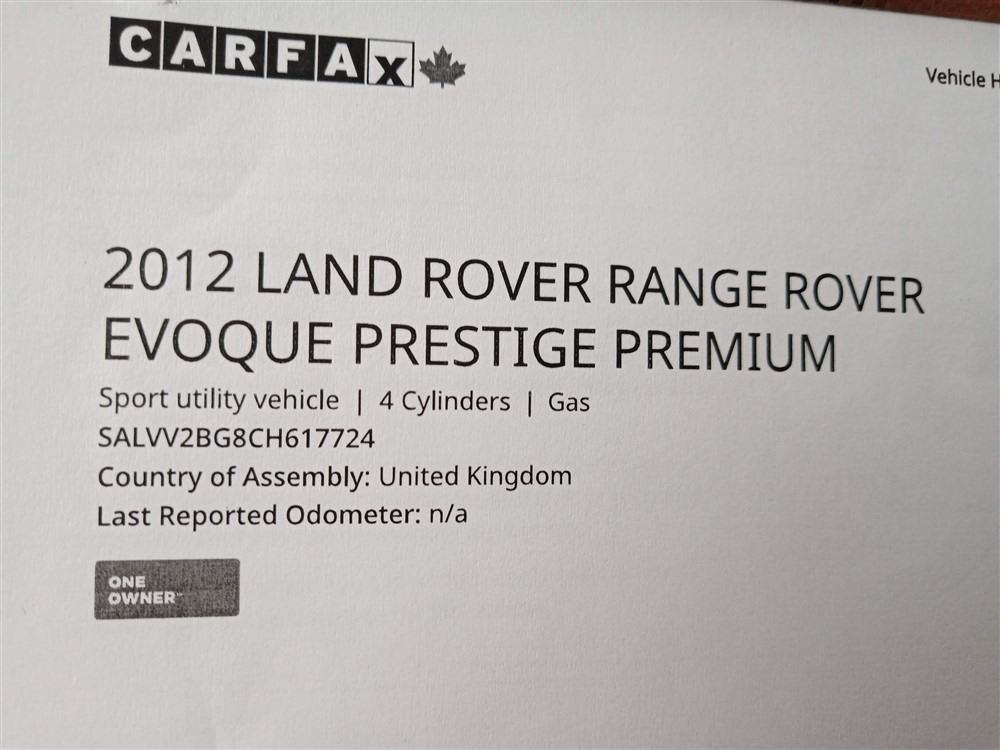 CARFAX
Vehicle H
2012 LAND ROVER RANGE ROVER
EVOQUE PRESTIGE PREMIUM
Sport utility vehicle | 4 Cylinders | Gas
SALVV2BG8CH617724
Country of Assembly: United Kingdom
Last Reported Odometer: n/a
ONE
OWNER™